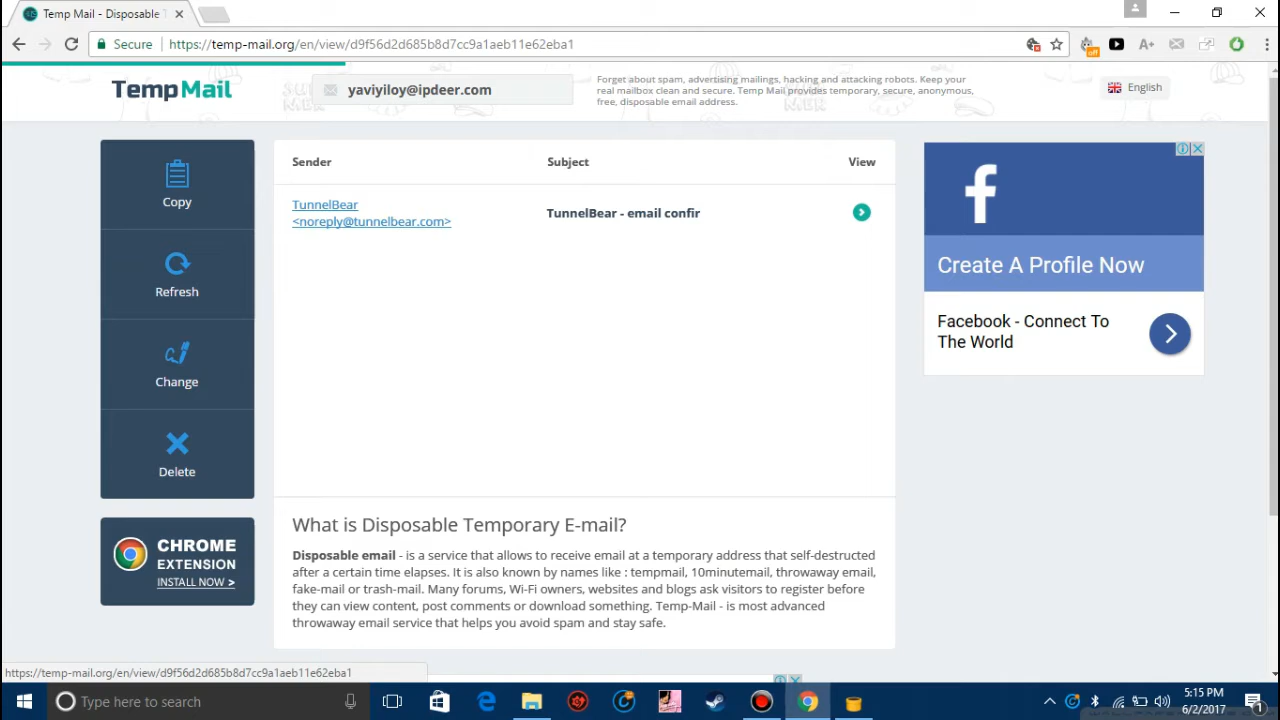 Temp Mail - Disposable T
Secure
https://temp-mail.org/en/view/d9f56d2d685b8d7cc9a1aeb11e62eba1
off
A+
TempMail
yaviyiloy@ipdeer.com
Forget about spam, advertising mailings, hacking and attacking robots. Keep your
real mailbox clean and secure. Temp Mail provides temporary, secure, anonymous,
free, disposable email address.
English
Copy
Refresh
Change
Delete
CHROME
EXTENSION
INSTALL NOW >
Sender
Subject
View
TunnelBear
<noreply@tunnelbear.com>
TunnelBear - email confir
What is Disposable Temporary E-mail?
Disposable email - is a service that allows to receive email at a temporary address that self-destructed
after a certain time elapses. It is also known by names like : tempmail, 10minutemail, throwaway email,
fake-mail or trash-mail. Many forums, Wi-Fi owners, websites and blogs ask visitors to register before
they can view content, post comments or download something. Temp-Mail - is most advanced
throwaway email service that helps you avoid spam and stay safe.
f
Create A Profile Now
Facebook - Connect To
The World
https://temp-mail.org/en/view/d9f56d2d685b8d7cc9a1aeb11e62eba1
Type here to search
5:15 PM
6/2/2017
1